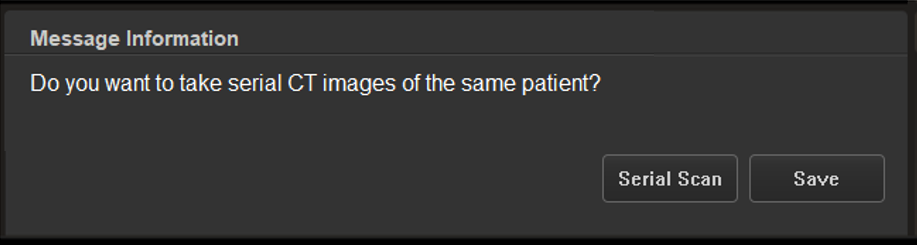 Message Information
Do you want to take serial CT images of the same patient?
Serial Scan
Save